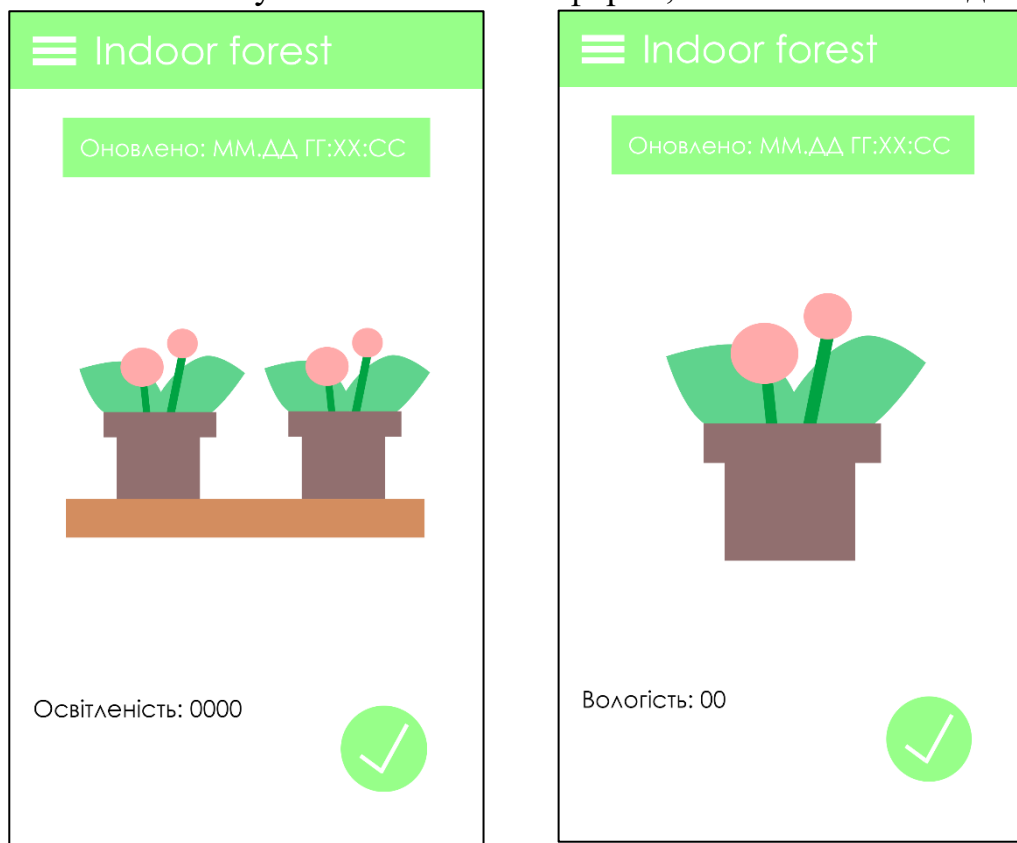 Indoor forest
Оновлено: ММ.ДД ГГ:ХХ:СС
Освітленість: 0000
Indoor forest
Оновлено: ММ.ДД ГГ:ХХ:СС
Вологість: 00